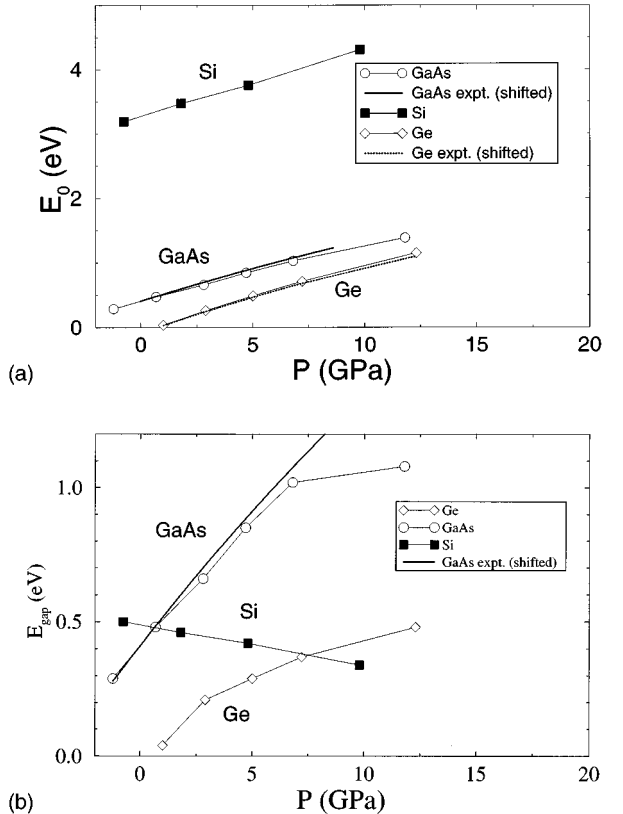 4
2
0
E0 (eV)
Si
GaAs
Ge
GaAs
GaAs expt. (shifted)
Si
Ge
Ge expt. (shifted)
0
5
10
15
20
(a)
P (GPa)
1.0
0.5
0.0
Egap (eV)
GaAs
Si
Ge
Ge
GaAs
Si
GaAs expt. (shifted)
0
5
10
15
20
(b)
P (GPa)